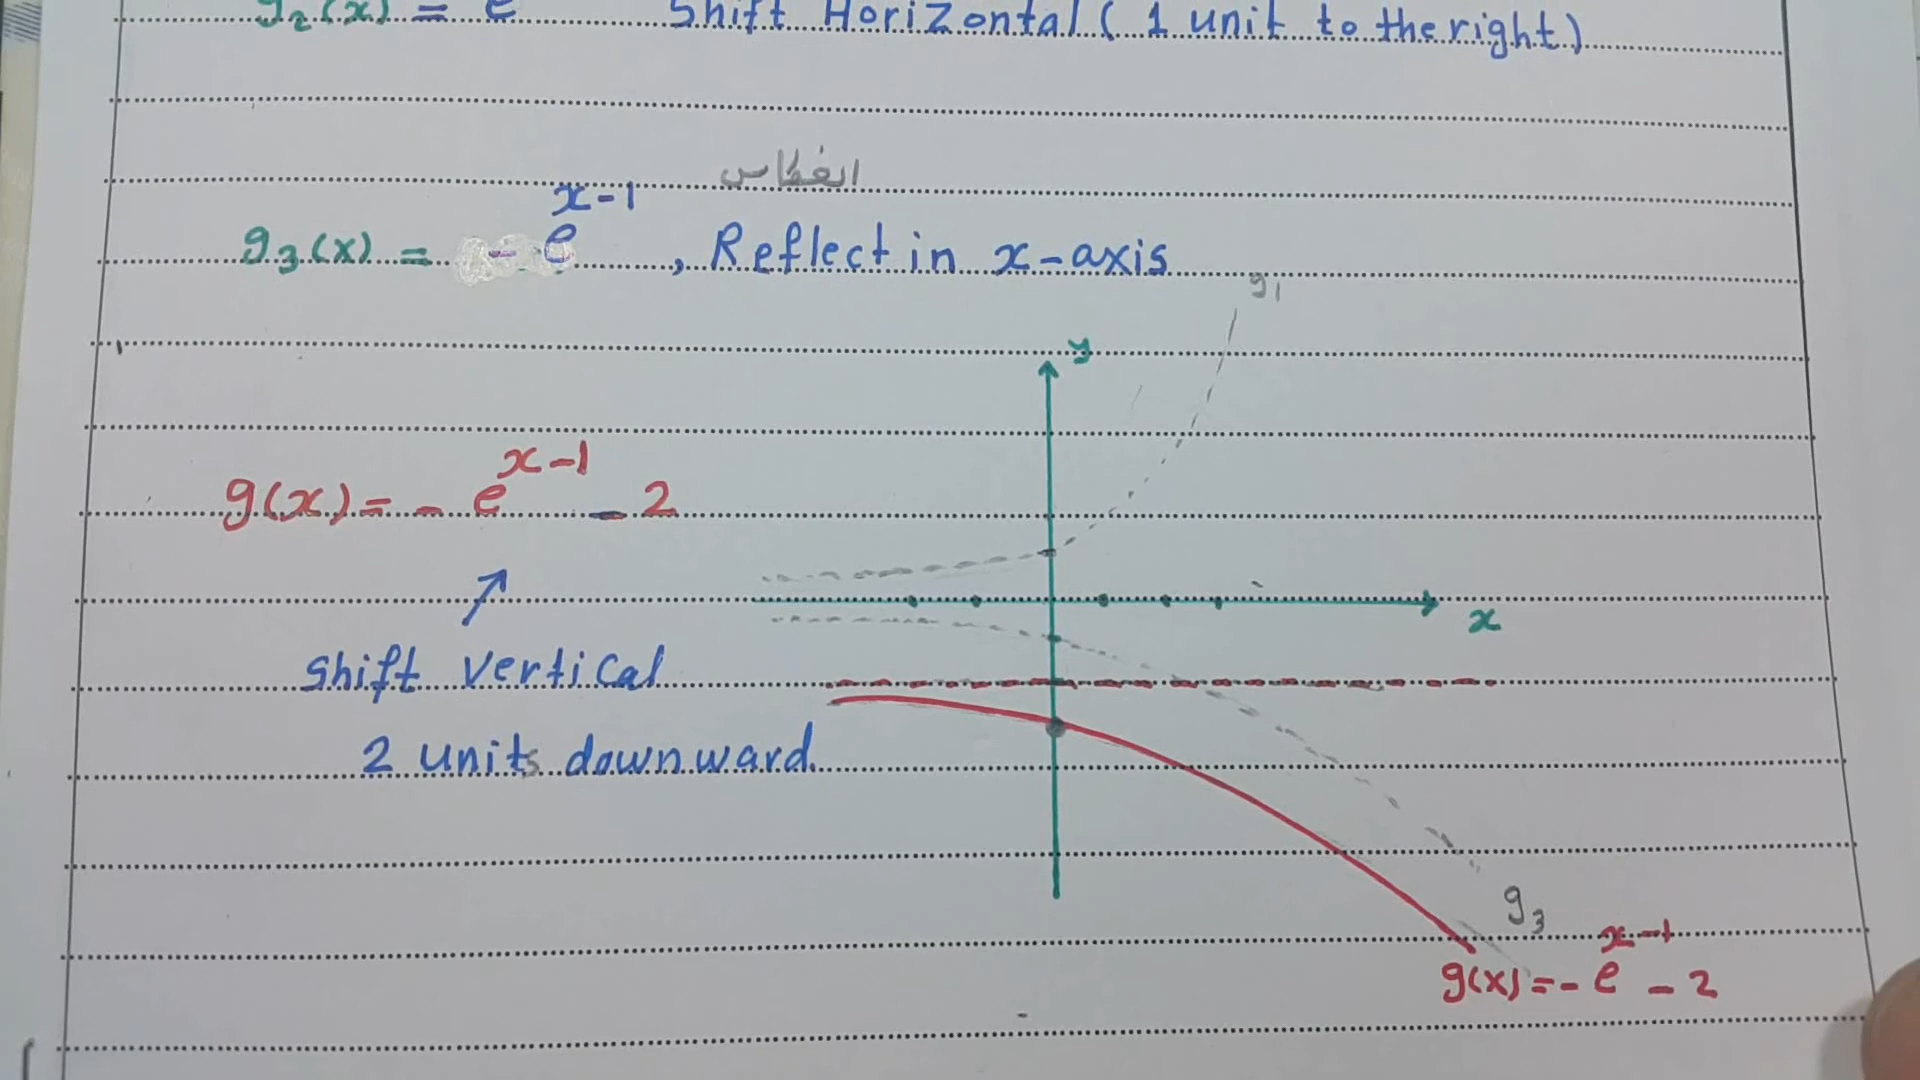 g₂(x) = e Shift Horizontal (1 unit to the right)
انعكاس
g₃(x) = - e^(x-1), Reflect in x-axis
g₁
y
g(x) = - e^(x-1) - 2
x
shift vertical
2 units downward.
g₃
g(x) = - e^(x-1) - 2